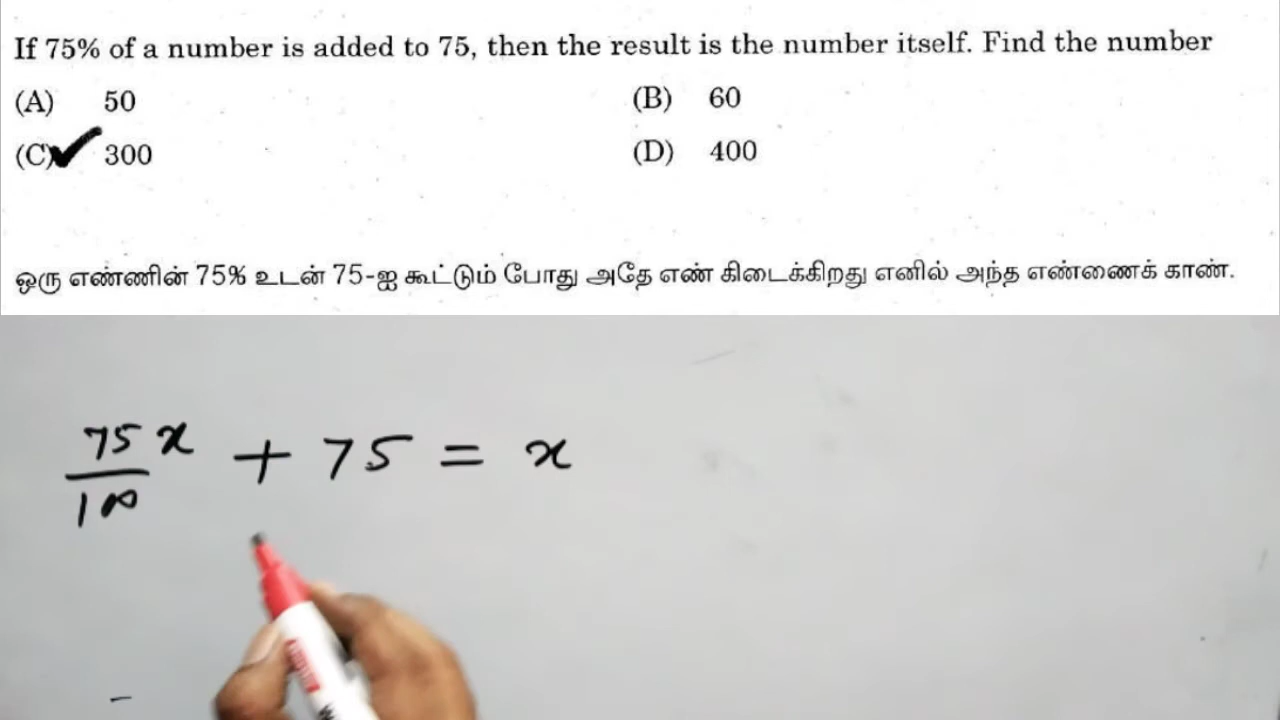 If 75% of a number is added to 75, then the result is the number itself. Find the number
(A) 50 (B) 60
(C) 300 (D) 400
ஒரு எண்ணின் 75% உடன் 75-ஐ கூட்டும் போது அதே எண் கிடைக்கிறது எனில் அந்த எண்ணைக் காண்.
75x/100 + 75 = x